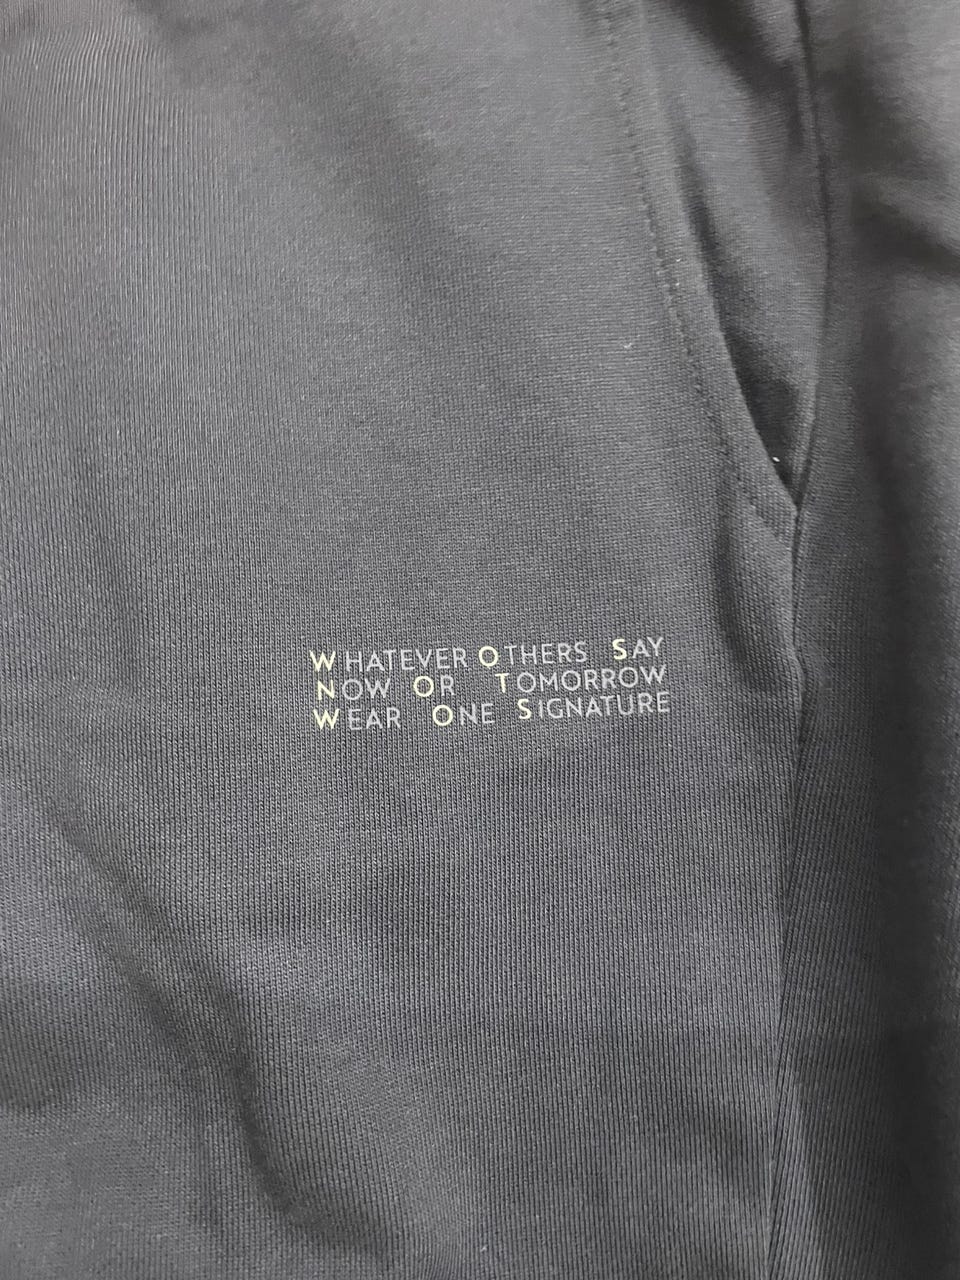 WHATEVER OTHERS SAY
NOW OR TOMORROW
WEAR ONE SIGNATURE